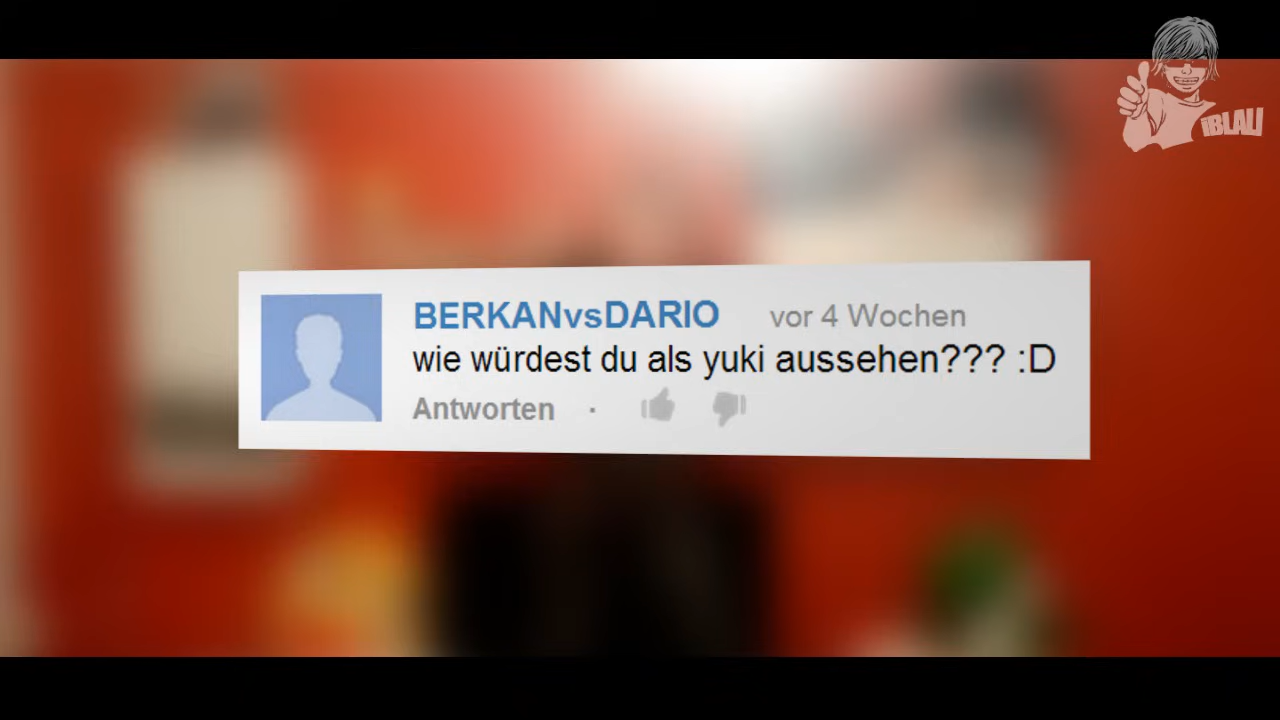 iBLALI
BERKANvsDARIO vor 4 Wochen
wie würdest du als yuki aussehen??? :D
Antworten ·